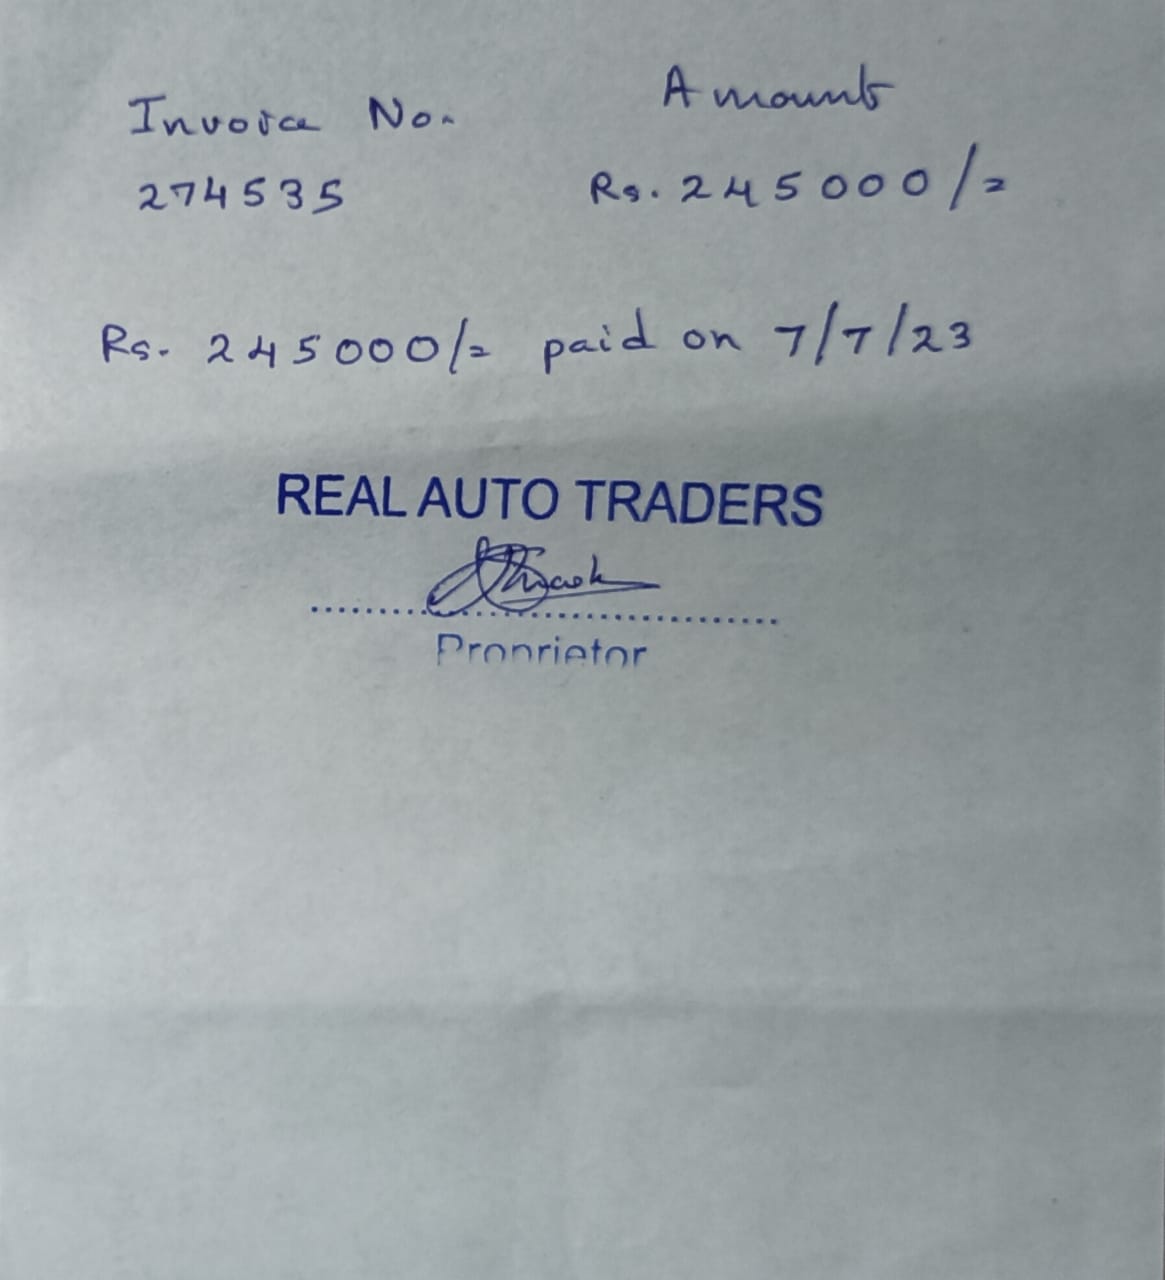 Invoice No. Amount
274535 Rs. 245000/=
Rs. 245000/= paid on 7/7/23
REAL AUTO TRADERS
Proprietor